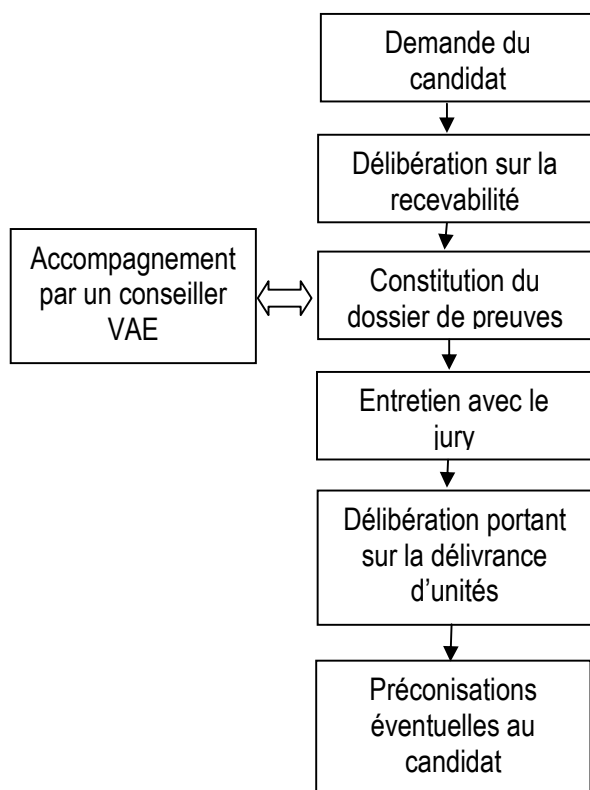 Demande du
candidat
Délibération sur la
recevabilité
Accompagnement
par un conseiller
VAE
Constitution du
dossier de preuves
Entretien avec le
jury
Délibération portant
sur la délivrance
d’unités
Préconisations
éventuelles au
candidat